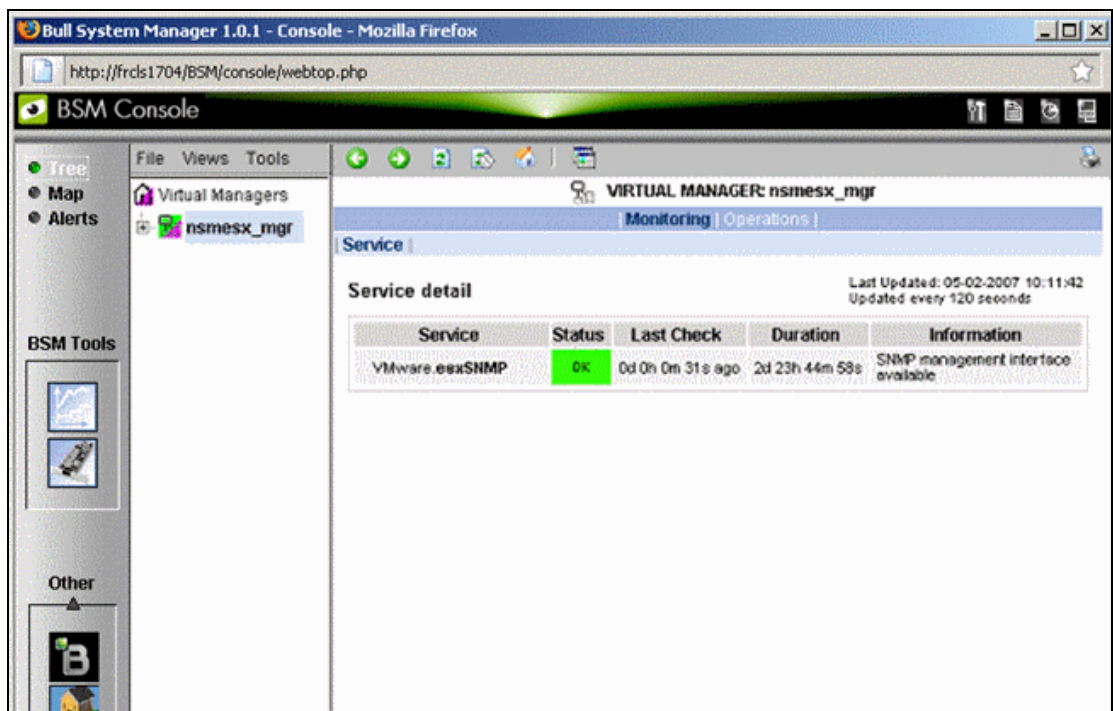 Bull System Manager 1.0.1 - Console - Mozilla Firefox
http://frcls1704/BSM/console/webtop.php
BSM Console
Tree
Map
Alerts
File Views Tools
Virtual Managers
nsmesx_mgr
VIRTUAL MANAGER: nsmesx_mgr
| Monitoring | Operations |
| Service |
Service detail
Last Updated: 05-02-2007 10:11:42
Updated every 120 seconds
Service Status Last Check Duration Information
VMware.esxSNMP OK 0d 0h 0m 31s ago 2d 23h 44m 58s SNMP management interface
available
BSM Tools
Other
B